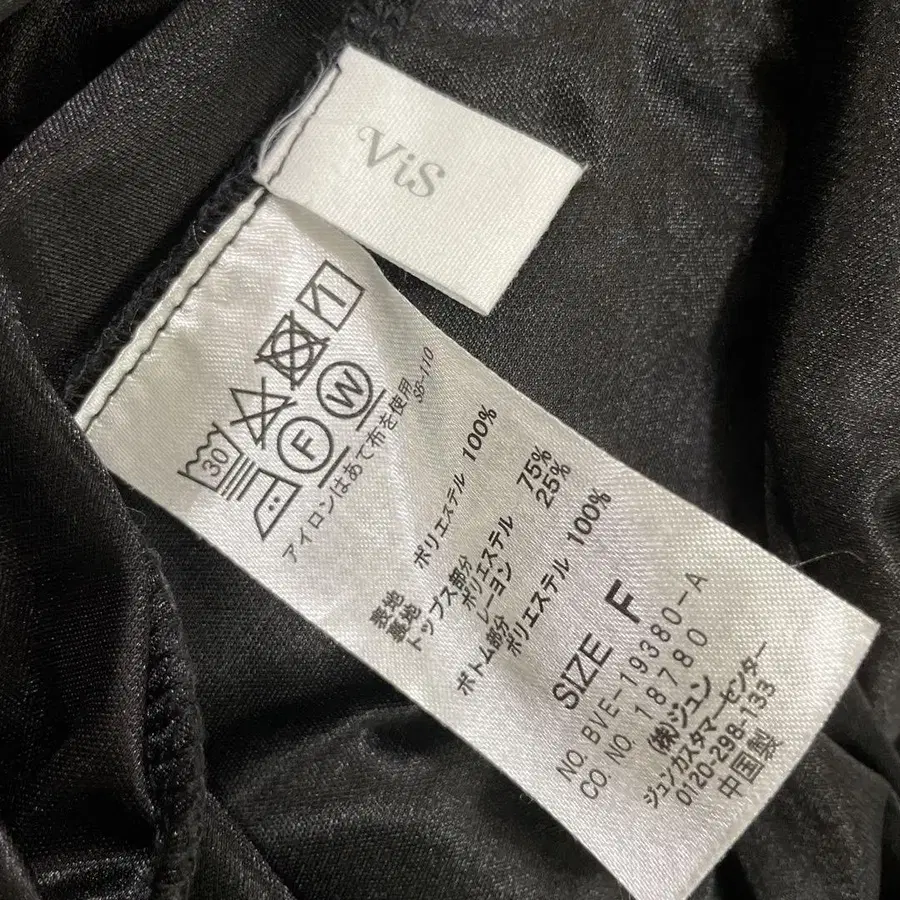 ViS
30
F
W
アイロンはあて布を使用
S6-110
表地 ポリエステル 100%
裏地
トップス部分
ポリエステル 75%
レーヨン 25%
ボトム部分
ポリエステル 100%
SIZE F
NO. BVE-19380-A
CO. NO. 18780
(株)ジュン
ジュンカスタマーセンター
0120-298-133
中国製